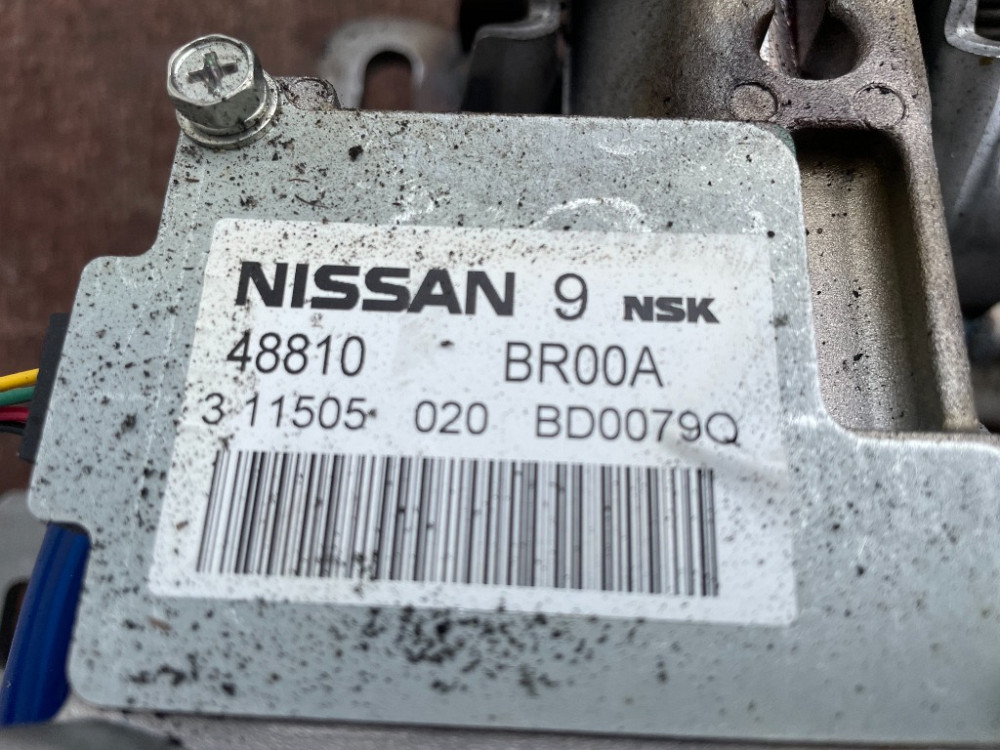 NISSAN 9 NSK
48810 BR00A
3 11505 020 BD0079Q